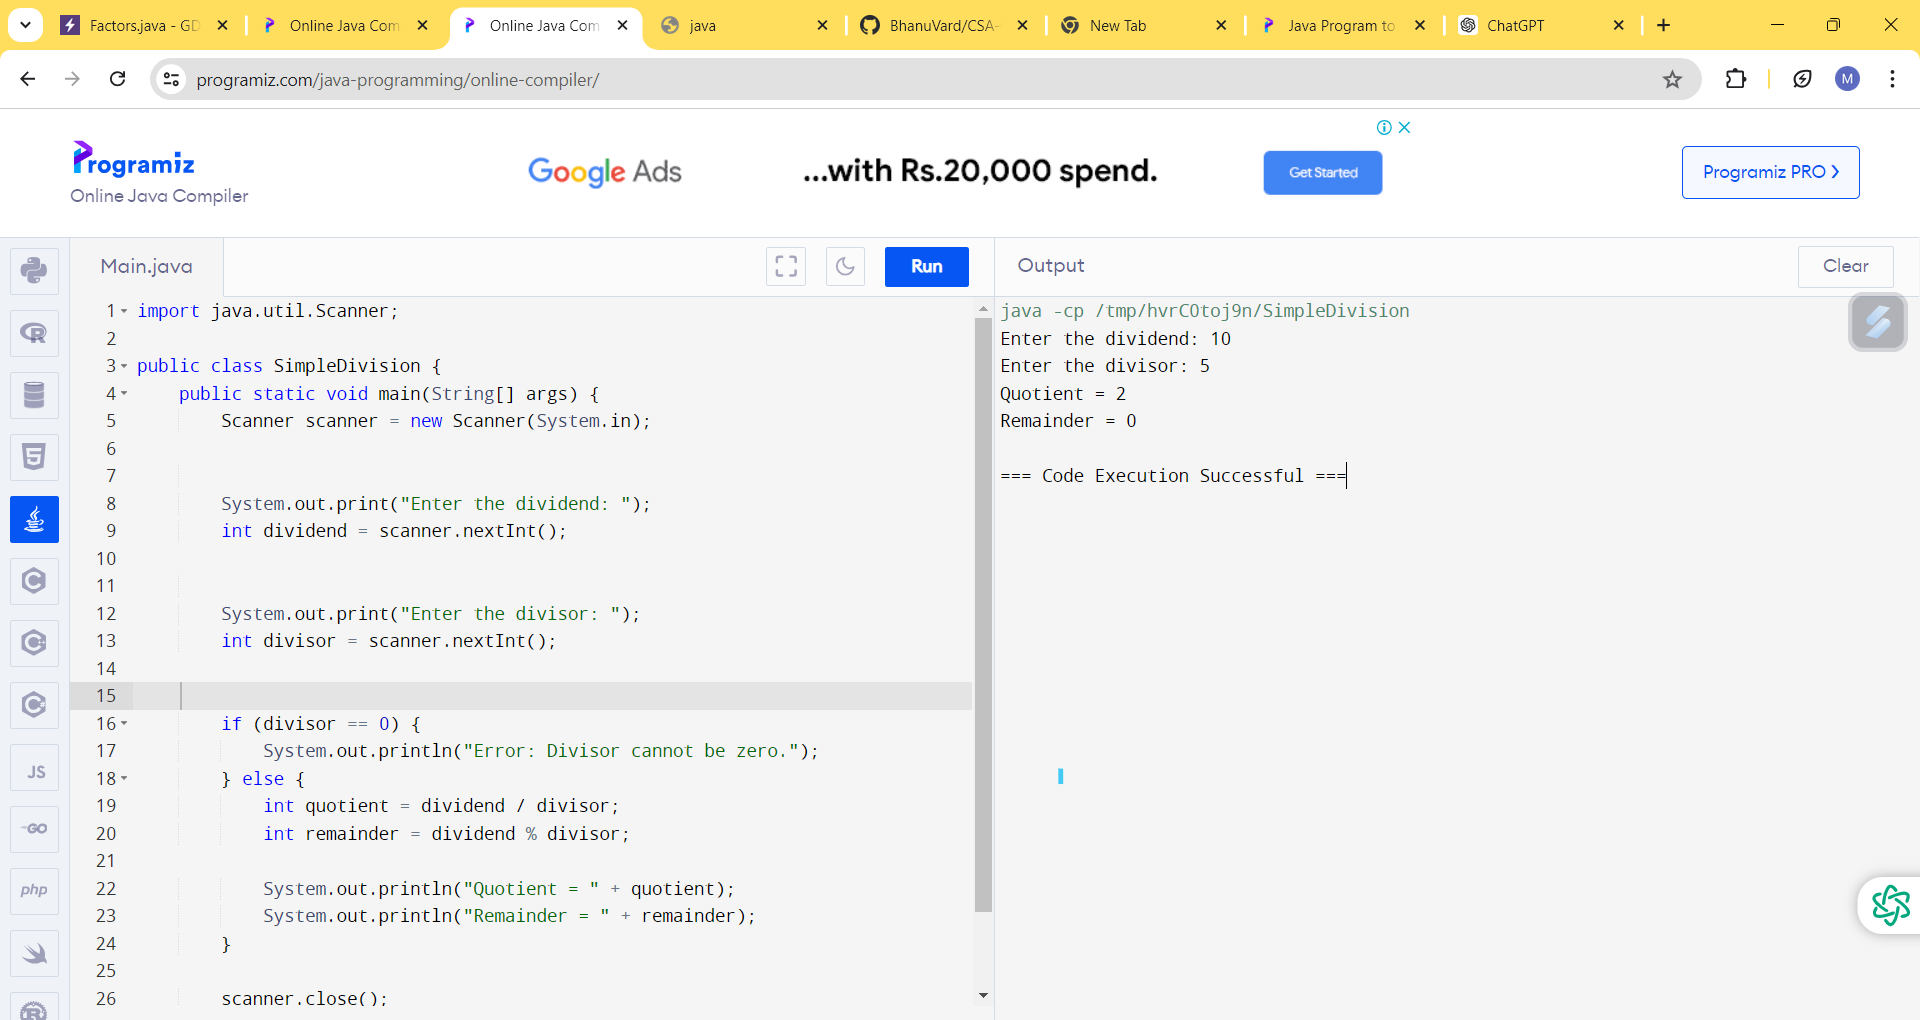 Factors.java - GD
Online Java Com
Online Java Com
java
BhanuVard/CSA-
New Tab
Java Program to
ChatGPT
programiz.com/java-programming/online-compiler/
M
Programiz
Online Java Compiler
Google Ads
...with Rs.20,000 spend.
Get Started
Programiz PRO
Main.java
Run
Output
Clear
1 import java.util.Scanner;
2
3 public class SimpleDivision {
4 public static void main(String[] args) {
5 Scanner scanner = new Scanner(System.in);
6
7
8 System.out.print("Enter the dividend: ");
9 int dividend = scanner.nextInt();
10
11
12 System.out.print("Enter the divisor: ");
13 int divisor = scanner.nextInt();
14
15
16 if (divisor == 0) {
17 System.out.println("Error: Divisor cannot be zero.");
18 } else {
19 int quotient = dividend / divisor;
20 int remainder = dividend % divisor;
21
22 System.out.println("Quotient = " + quotient);
23 System.out.println("Remainder = " + remainder);
24 }
25
26 scanner.close();
java -cp /tmp/hvrCOtoj9n/SimpleDivision
Enter the dividend: 10
Enter the divisor: 5
Quotient = 2
Remainder = 0
=== Code Execution Successful ===
R
5
C
C
C
JS
GO
php
R